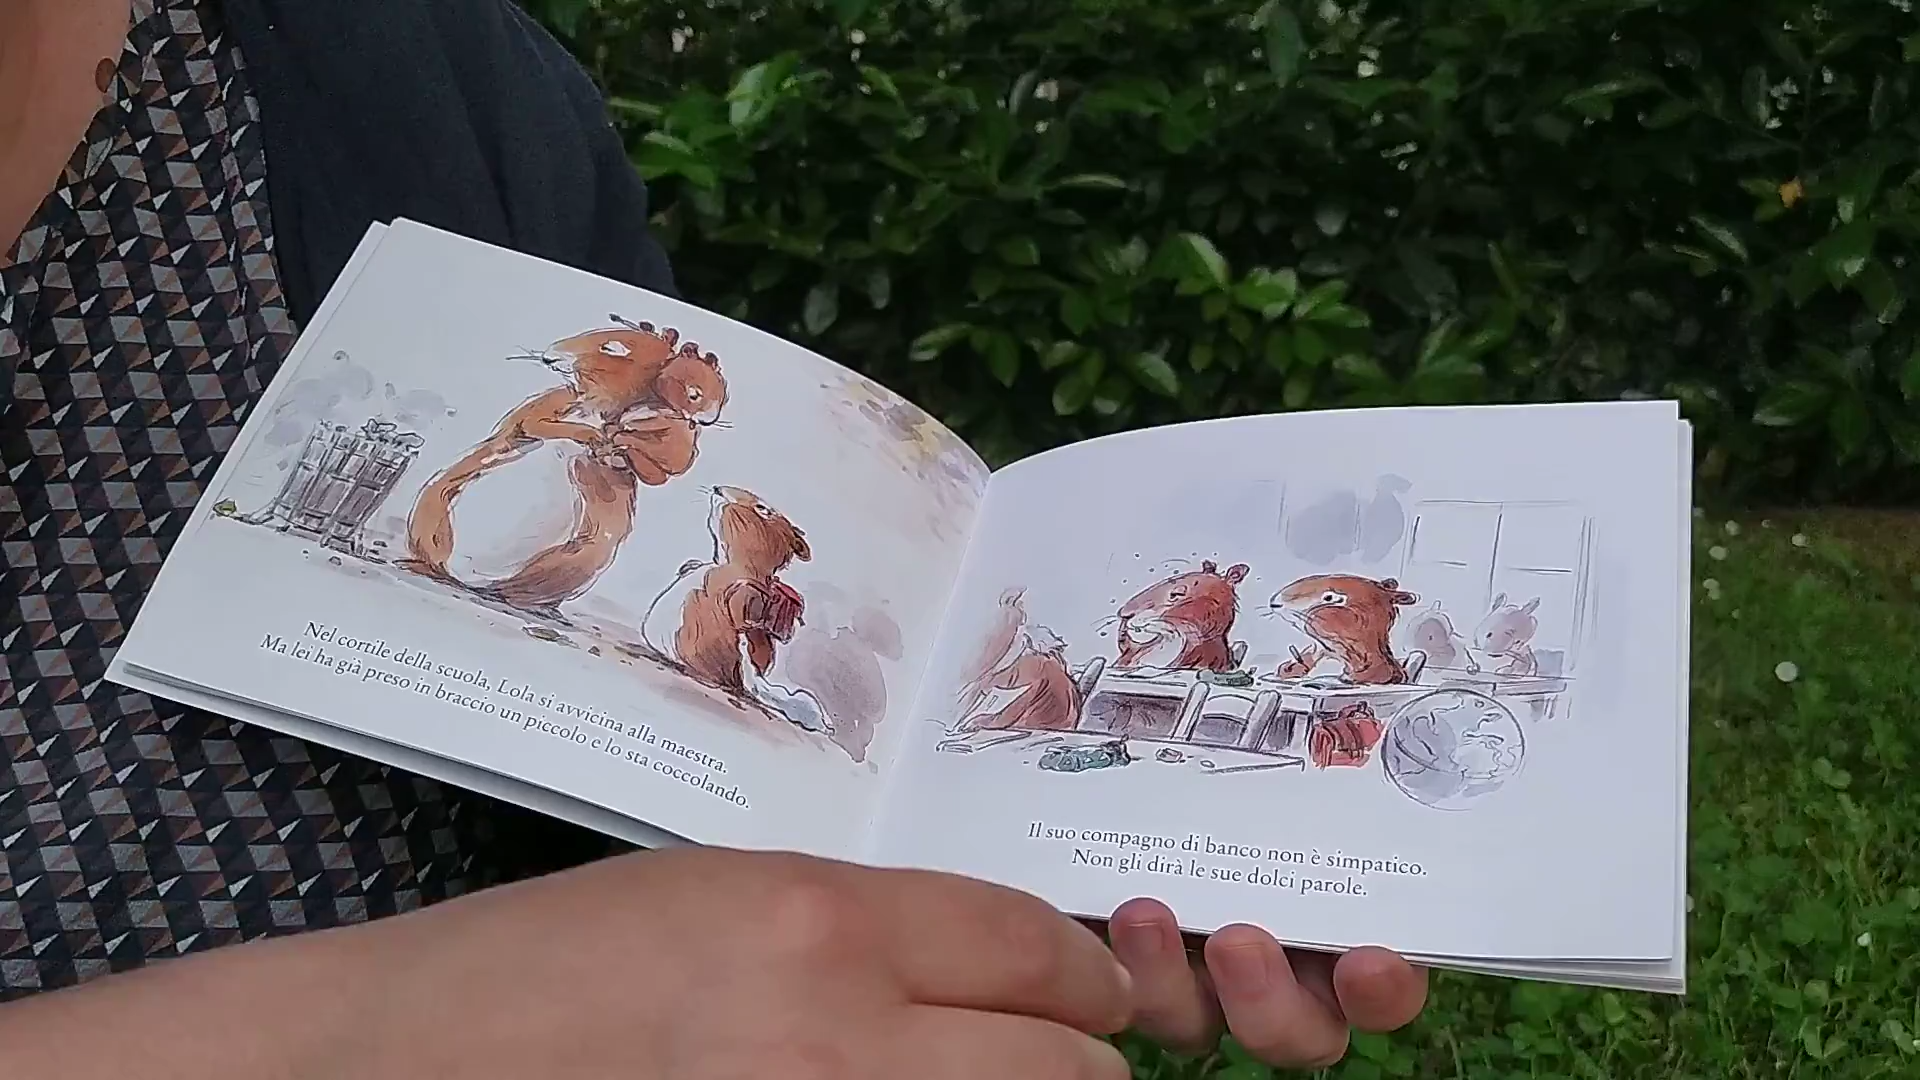 Nel cortile della scuola, Lola si avvicina alla maestra.
Ma lei ha già preso in braccio un piccolo e lo sta coccolando.
Il suo compagno di banco non è simpatico.
Non gli dirà le sue dolci parole.